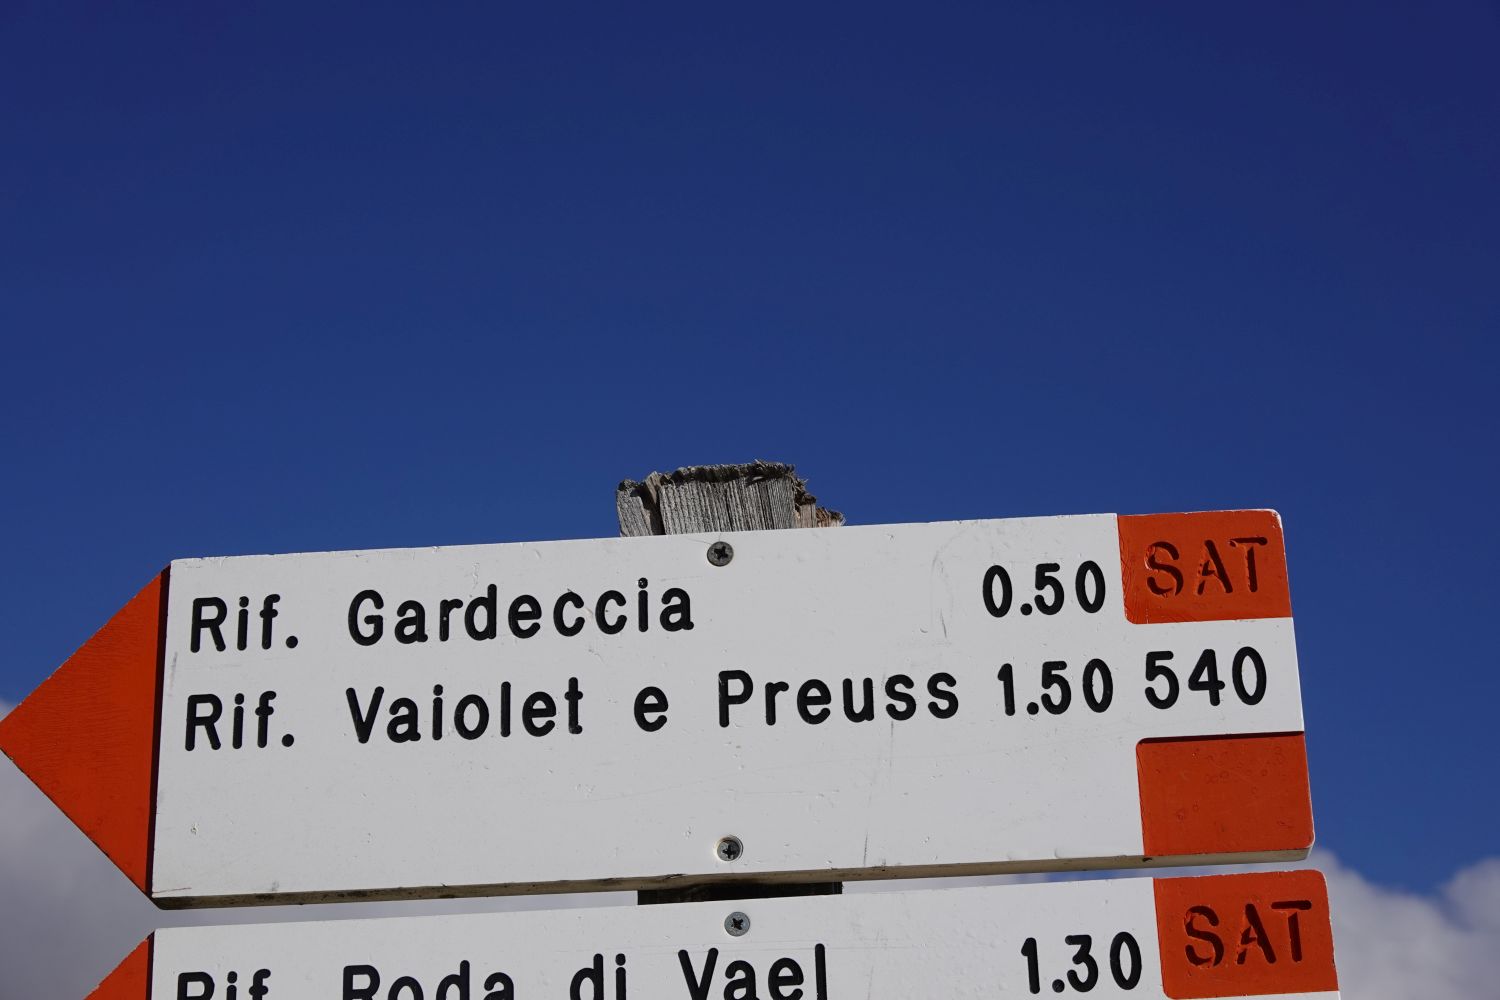 Rif. Gardeccia 0.50 SAT
Rif. Vaiolet e Preuss 1.50 540
Rif. Roda di Vael 1.30 SAT